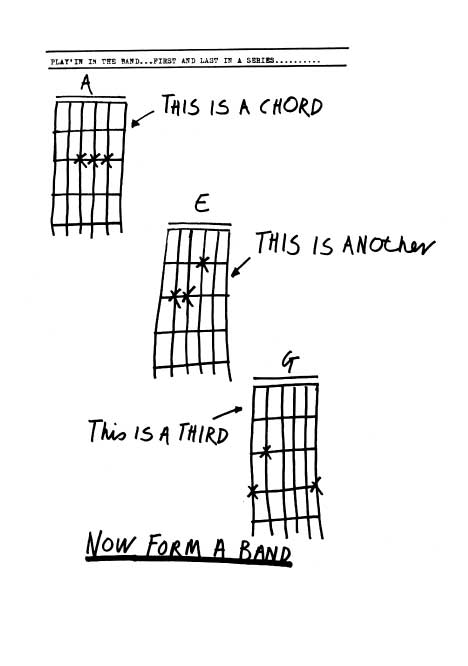 PLAY'IN IN THE BAND...FIRST AND LAST IN A SERIES..........
A
THIS IS A CHORD
E
THIS IS ANOther
G
This IS A THIRD
NOW FORM A BAND